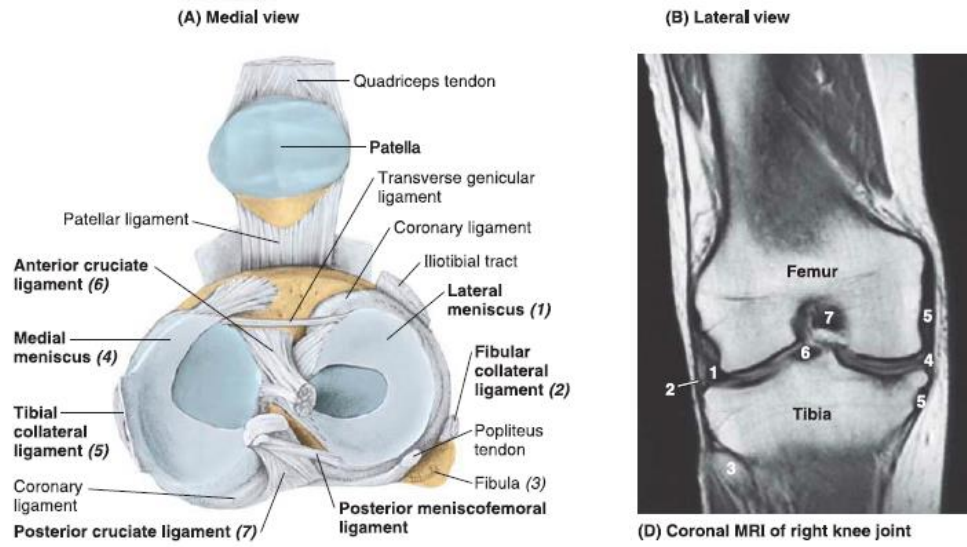 (A) Medial view
(B) Lateral view
Quadriceps tendon
Patella
Transverse genicular
ligament
Patellar ligament
Coronary ligament
Anterior cruciate
ligament (6)
Iliotibial tract
Lateral
meniscus (1)
Medial
meniscus (4)
Fibular
collateral
ligament (2)
Tibial
collateral
ligament (5)
Popliteus
tendon
Fibula (3)
Coronary
ligament
Posterior meniscofemoral
ligament
Posterior cruciate ligament (7)
Femur
7
5
6
4
1
2
5
Tibia
3
(D) Coronal MRI of right knee joint